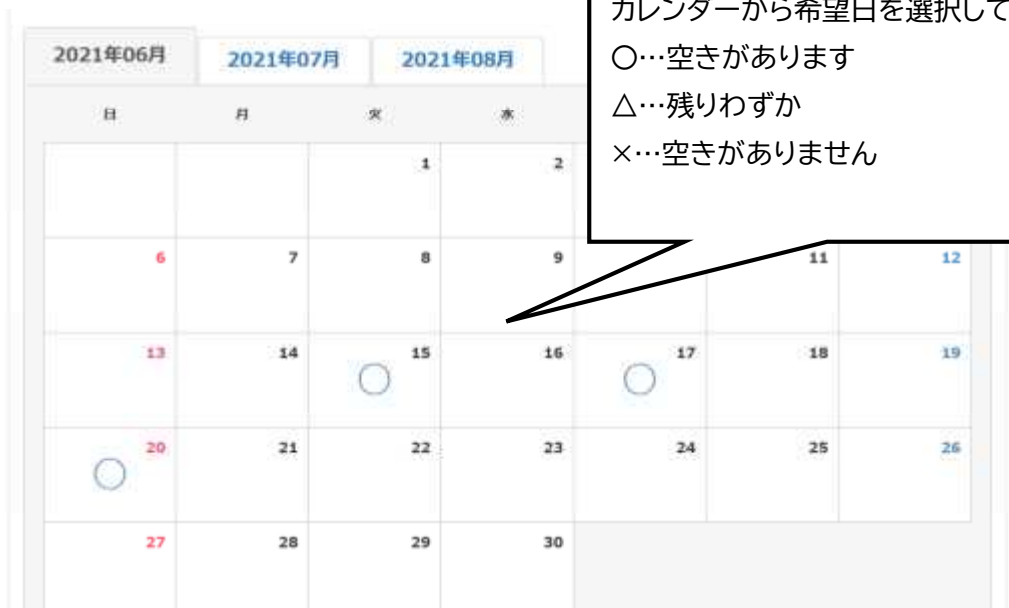 カレンダーから希望日を選択して
〇…空きがあります
△…残りわずか
×…空きがありません
2021年06月 2021年07月 2021年08月
日 月 火 水
1 2
6 7 8 9 11 12
13 14 15 16 17 18 19
〇 〇
20 21 22 23 24 25 26
〇
27 28 29 30